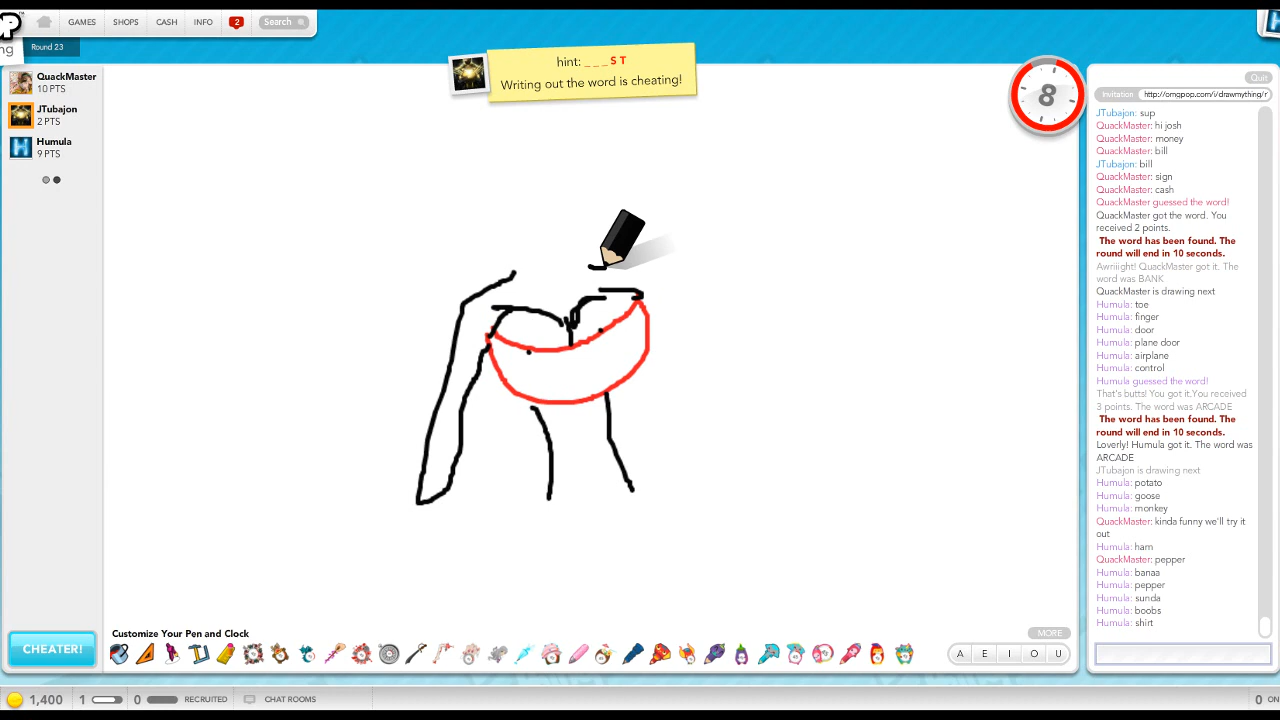 GAMES SHOPS CASH INFO 2 Search
ng Round 23
QuackMaster
10 PTS
JTubajon
2 PTS
Humula
9 PTS
hint: _ _ _ S T
Writing out the word is cheating!
8
Quit
Invitation http://omgpop.com/i/drawmything/r
JTubajon: sup
QuackMaster: hi josh
QuackMaster: money
QuackMaster: bill
JTubajon: bill
QuackMaster: sign
QuackMaster: cash
QuackMaster guessed the word!
QuackMaster got the word. You
received 2 points.
The word has been found. The
round will end in 10 seconds.
Awriiight! QuackMaster got it. The
word was BANK
QuackMaster is drawing next
Humula: toe
Humula: finger
Humula: door
Humula: plane door
Humula: airplane
Humula: control
Humula guessed the word!
That's butts! You got it.You received
3 points. The word was ARCADE
The word has been found. The
round will end in 10 seconds.
Loverly! Humula got it. The word was
ARCADE
JTubajon is drawing next
Humula: potato
Humula: goose
Humula: monkey
QuackMaster: kinda funny we'll try it
out
Humula: ham
QuackMaster: pepper
Humula: banaa
Humula: pepper
Humula: sunda
Humula: boobs
Humula: shirt
Customize Your Pen and Clock
MORE
CHEATER!
A E I O U
1,400 1 0 RECRUITED CHAT ROOMS 0 ON